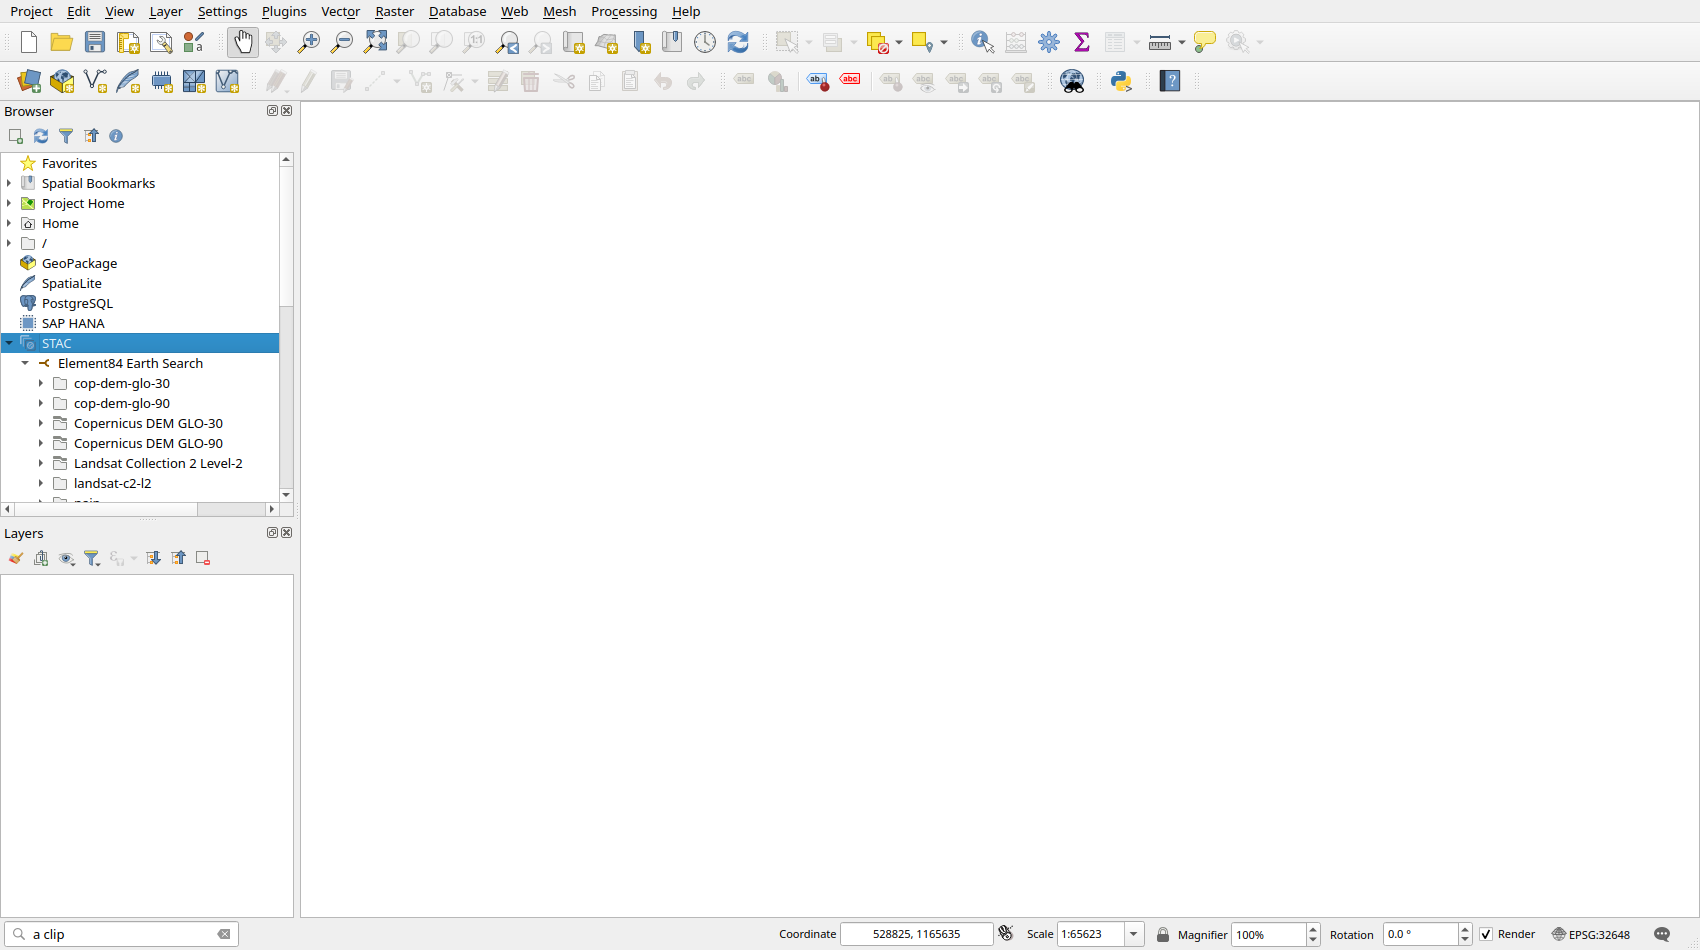 Project Edit View Layer Settings Plugins Vector Raster Database Web Mesh Processing Help
Browser
Favorites
Spatial Bookmarks
Project Home
Home
/
GeoPackage
SpatiaLite
PostgreSQL
SAP HANA
STAC
Element84 Earth Search
cop-dem-glo-30
cop-dem-glo-90
Copernicus DEM GLO-30
Copernicus DEM GLO-90
Landsat Collection 2 Level-2
landsat-c2-l2
Layers
a clip
Coordinate 528825, 1165635 Scale 1:65623 Magnifier 100% Rotation 0.0 ° Render EPSG:32648